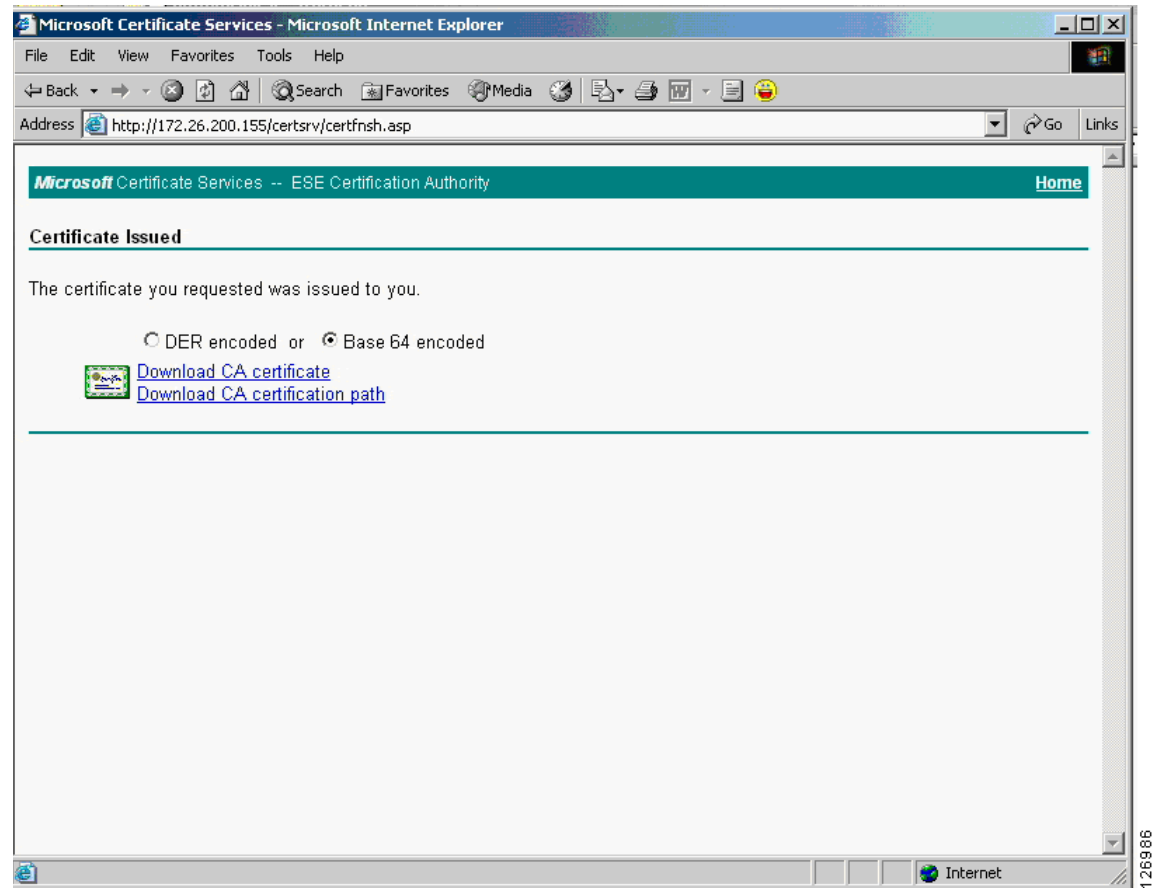 Microsoft Certificate Services - Microsoft Internet Explorer
File Edit View Favorites Tools Help
Back Search Favorites Media
Address http://172.26.200.155/certsrv/certfnsh.asp Go Links
Microsoft Certificate Services -- ESE Certification Authority Home
Certificate Issued
The certificate you requested was issued to you.
DER encoded or Base 64 encoded
Download CA certificate
Download CA certification path
Internet
126986